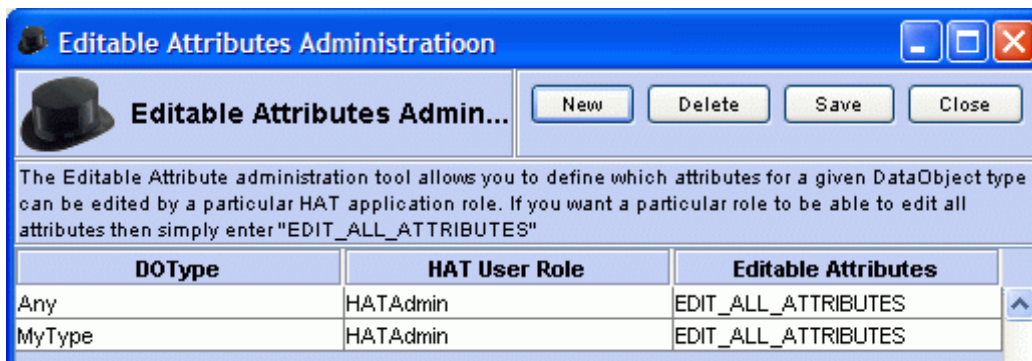 Editable Attributes Administratioon
Editable Attributes Admin...
New Delete Save Close
The Editable Attribute administration tool allows you to define which attributes for a given DataObject type
can be edited by a particular HAT application role. If you want a particular role to be able to edit all
attributes then simply enter "EDIT_ALL_ATTRIBUTES"
DOType HAT User Role Editable Attributes
Any HATAdmin EDIT_ALL_ATTRIBUTES
MyType HATAdmin EDIT_ALL_ATTRIBUTES